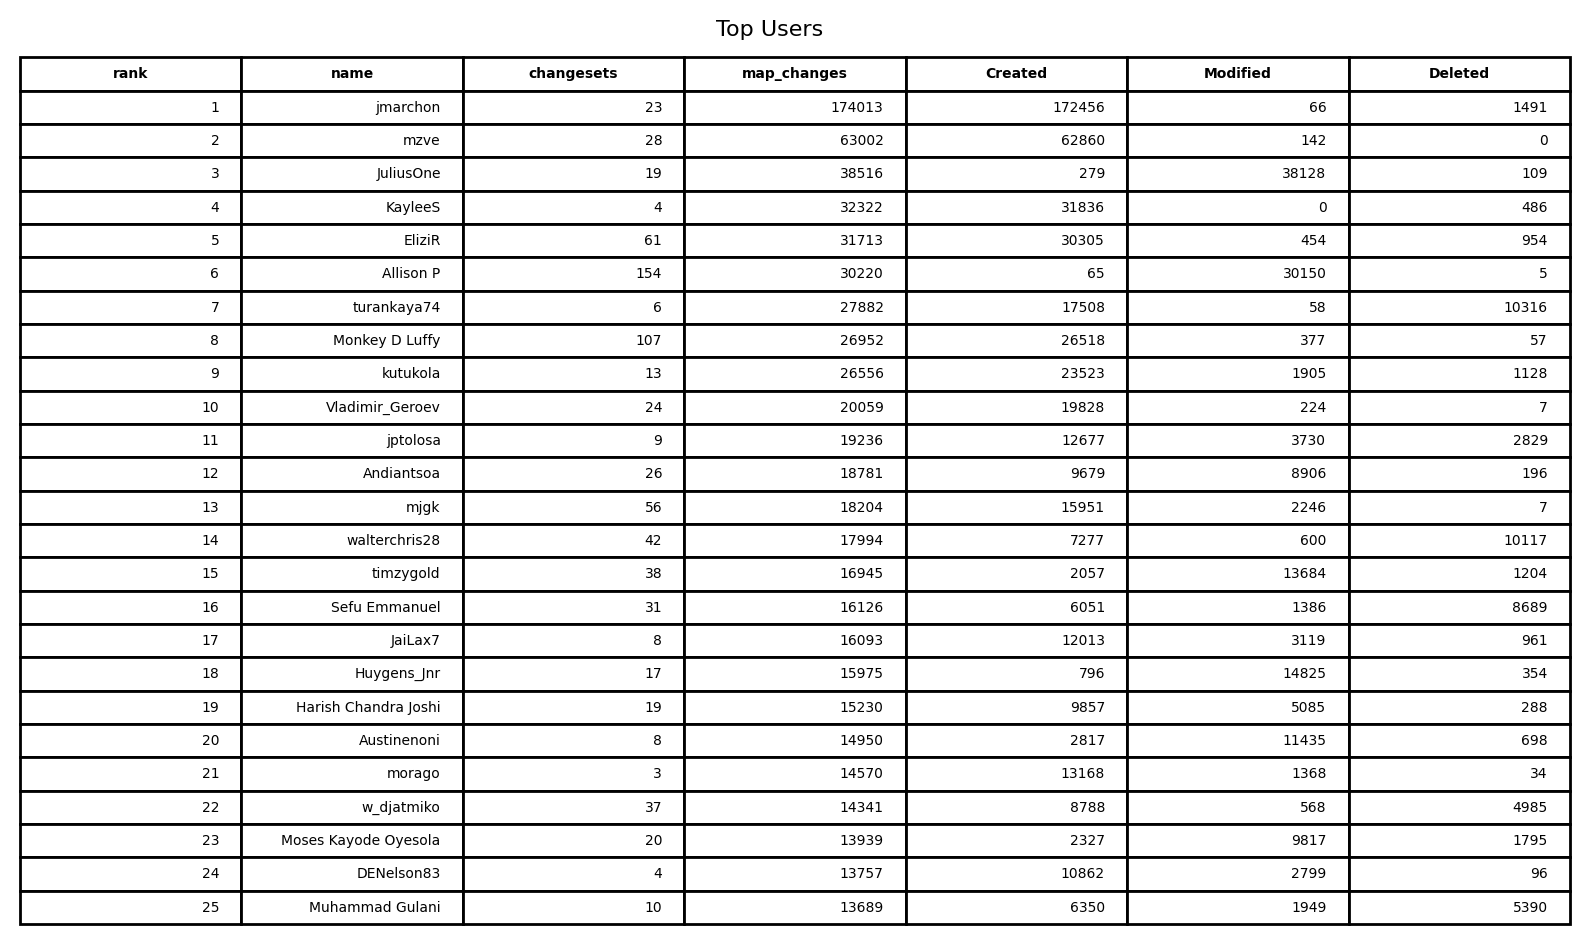 Top Users
rank name changesets map_changes Created Modified Deleted
1 jmarchon 23 174013 172456 66 1491
2 mzve 28 63002 62860 142 0
3 JuliusOne 19 38516 279 38128 109
4 KayleeS 4 32322 31836 0 486
5 EliziR 61 31713 30305 454 954
6 Allison P 154 30220 65 30150 5
7 turankaya74 6 27882 17508 58 10316
8 Monkey D Luffy 107 26952 26518 377 57
9 kutukola 13 26556 23523 1905 1128
10 Vladimir_Geroev 24 20059 19828 224 7
11 jptolosa 9 19236 12677 3730 2829
12 Andiantsoa 26 18781 9679 8906 196
13 mjgk 56 18204 15951 2246 7
14 walterchris28 42 17994 7277 600 10117
15 timzygold 38 16945 2057 13684 1204
16 Sefu Emmanuel 31 16126 6051 1386 8689
17 JaiLax7 8 16093 12013 3119 961
18 Huygens_Jnr 17 15975 796 14825 354
19 Harish Chandra Joshi 19 15230 9857 5085 288
20 Austinenoni 8 14950 2817 11435 698
21 morago 3 14570 13168 1368 34
22 w_djatmiko 37 14341 8788 568 4985
23 Moses Kayode Oyesola 20 13939 2327 9817 1795
24 DENelson83 4 13757 10862 2799 96
25 Muhammad Gulani 10 13689 6350 1949 5390